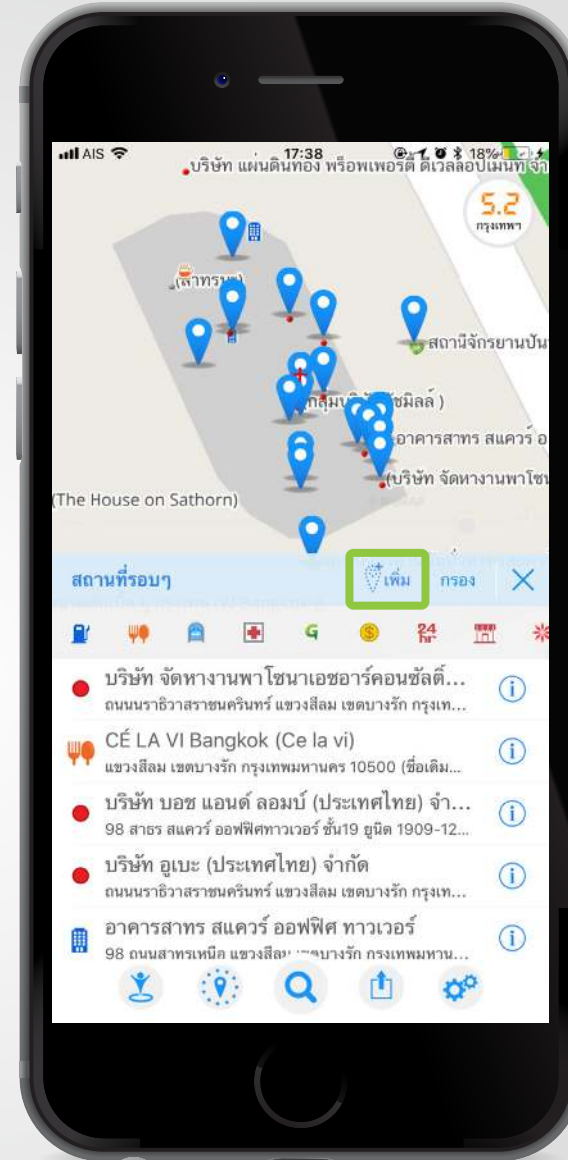 AIS 17:38 18%
บริษัท แผ่นดินทอง พร็อพเพอร์ตี้ ดีเวลลอปเม้นท์ จำ
5.2
กรุงเทพฯ
สถานีจักรยานปัน
อาคารสาทร สแควร์ อ
(บริษัท จัดหางานพาโซน
(The House on Sathorn)
สถานที่รอบๆ เพิ่ม กรอง
24 hr
บริษัท จัดหางานพาโซนาเอชอาร์คอนซัลติ้...
ถนนนราธิวาสราชนครินทร์ แขวงสีลม เขตบางรัก กรุงเท...
CÉ LA VI Bangkok (Ce la vi)
แขวงสีลม เขตบางรัก กรุงเทพมหานคร 10500 (ชื่อเดิม...
บริษัท บอช แอนด์ ลอมบ์ (ประเทศไทย) จำ...
98 สาธร สแควร์ ออฟฟิศทาวเวอร์ ชั้น19 ยูนิต 1909-12...
บริษัท อูเบะ (ประเทศไทย) จำกัด
ถนนนราธิวาสราชนครินทร์ แขวงสีลม เขตบางรัก กรุงเท...
อาคารสาทร สแควร์ ออฟฟิศ ทาวเวอร์
98 ถนนสาทรเหนือ แขวงสีลม เขตบางรัก กรุงเทพมหาน...